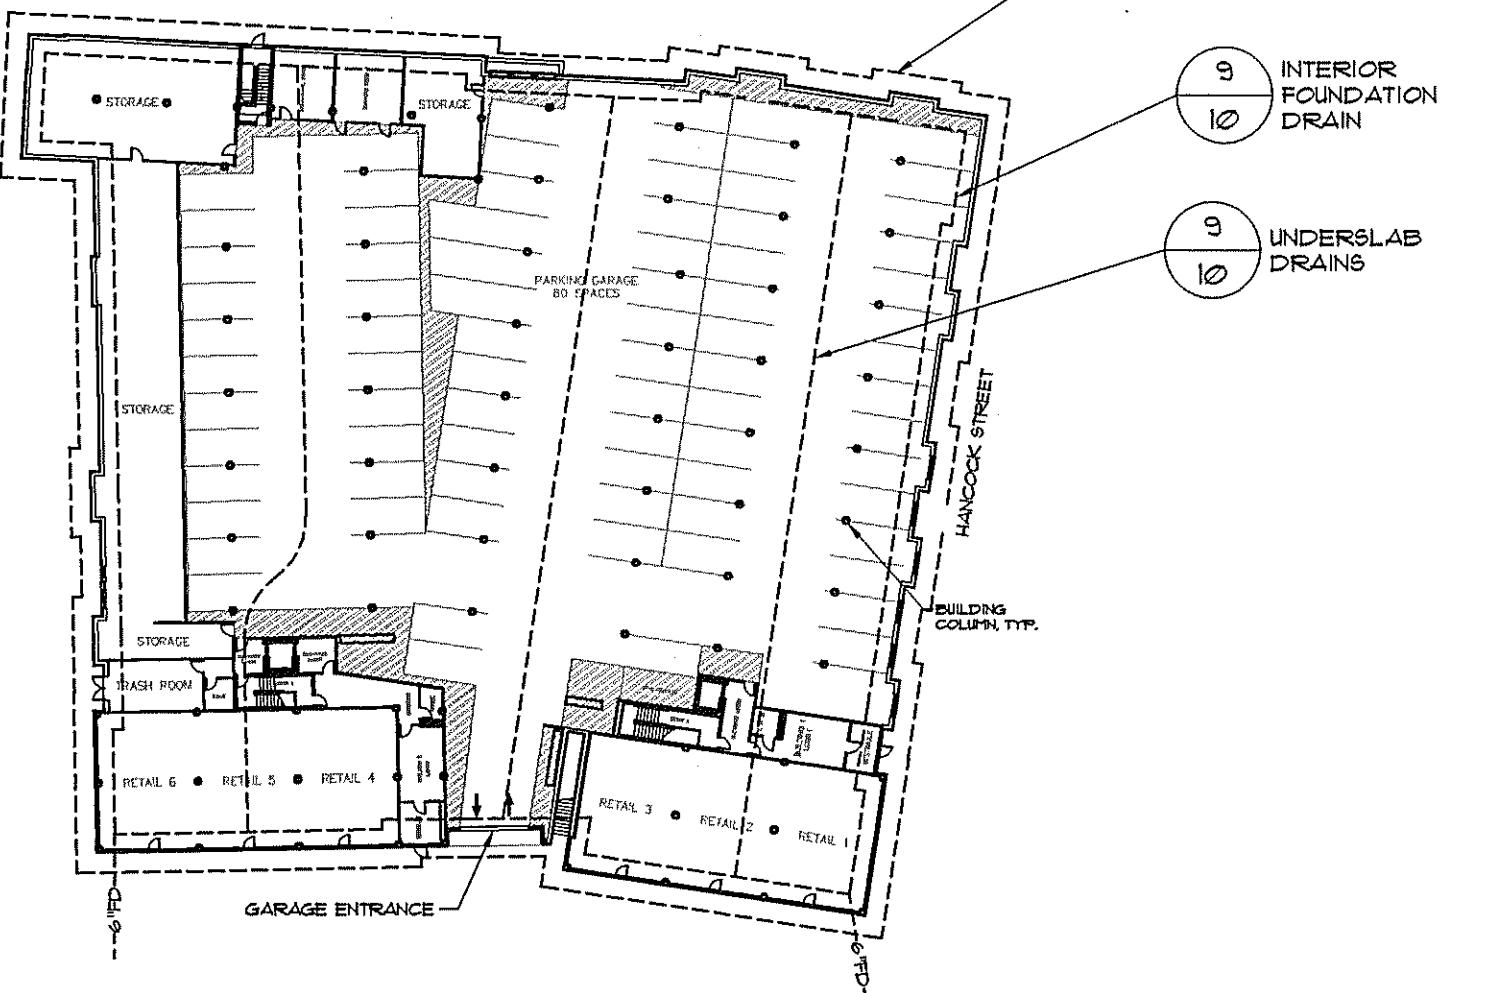 9
10
INTERIOR
FOUNDATION
DRAIN
STORAGE
STORAGE
9
10
UNDERSLAB
DRAINS
PARKING GARAGE
80 SPACES
STORAGE
HANCOCK STREET
BUILDING
COLUMN, TYP.
STORAGE
TRASH ROOM
RETAIL 6
RETAIL 5
RETAIL 4
RETAIL 3
RETAIL 2
RETAIL 1
GARAGE ENTRANCE
6"FD
6"FD